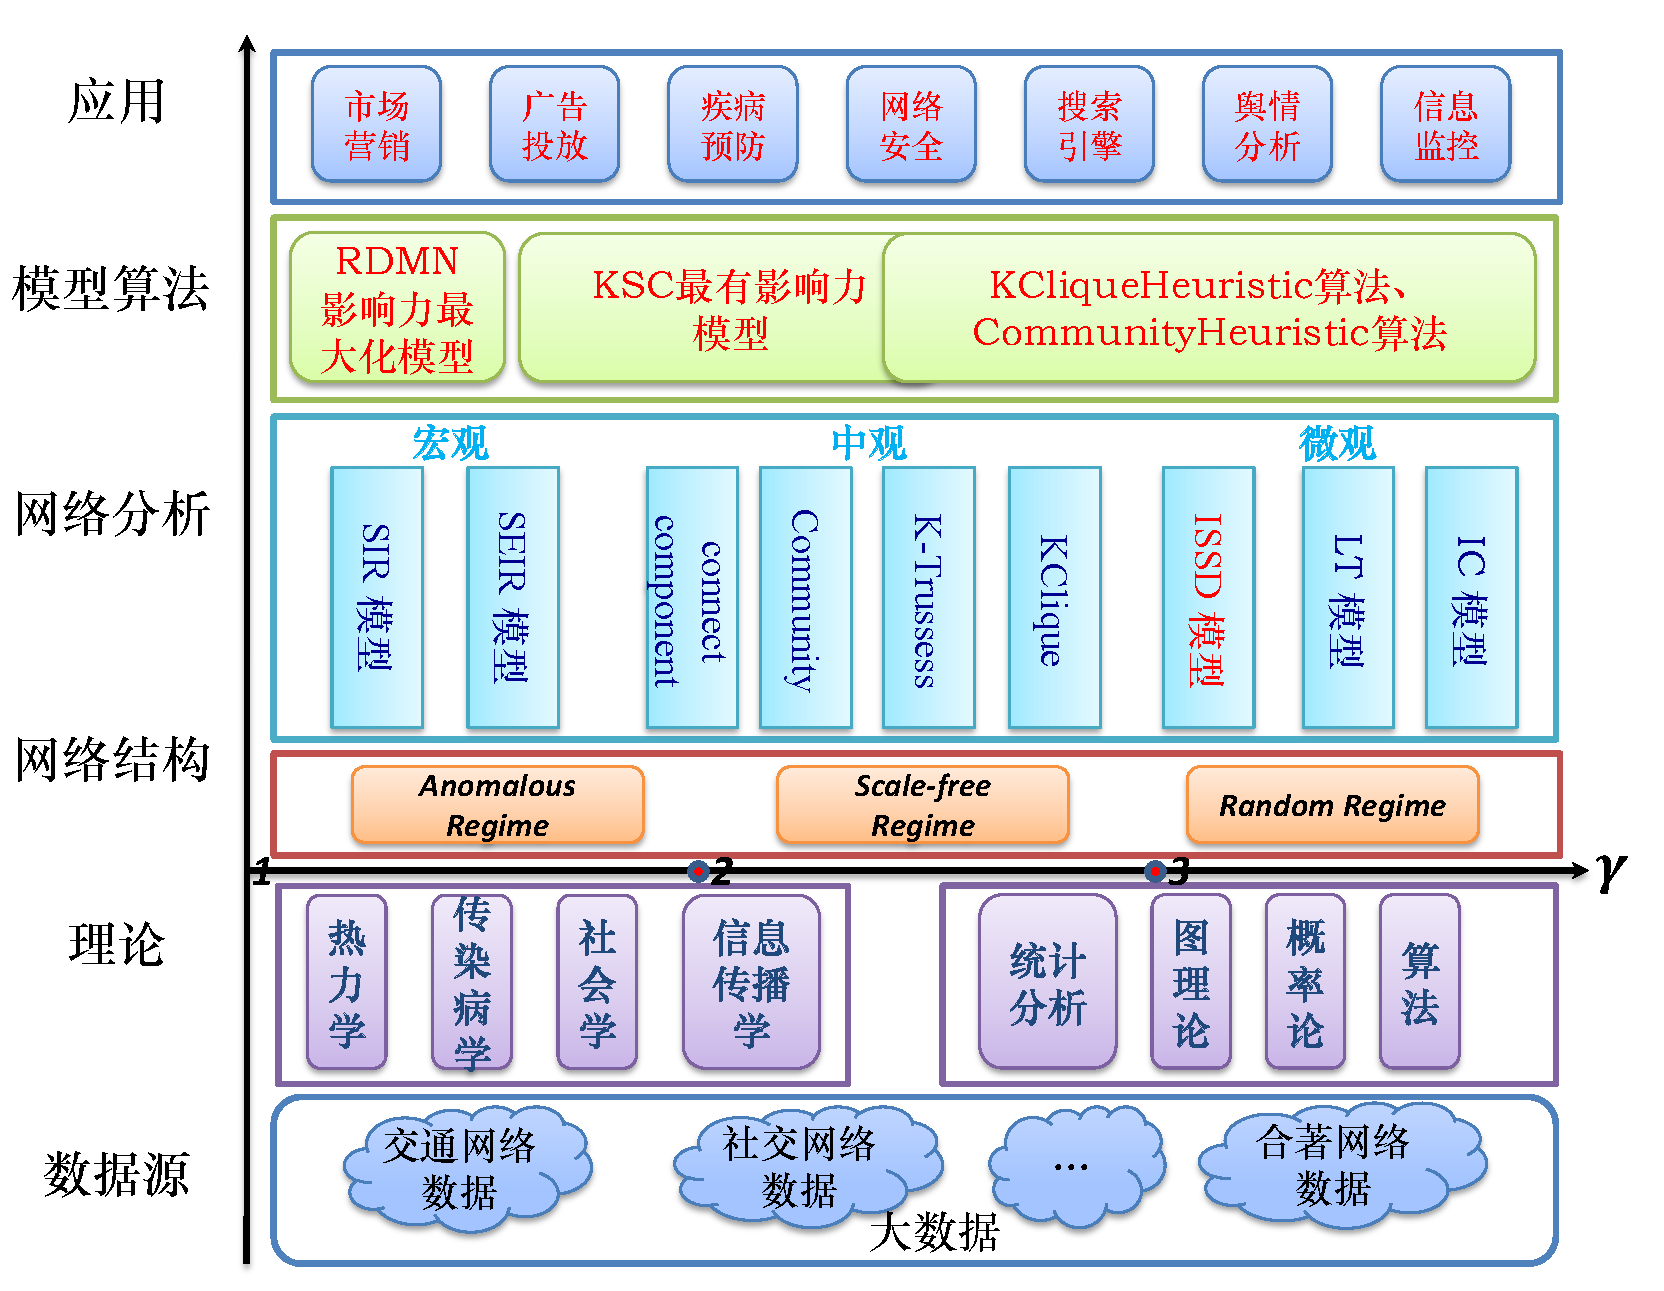 应用
市场
营销
广告
投放
疾病
预防
网络
安全
搜索
引擎
舆情
分析
信息
监控
模型算法
RDMN
影响力最
大化模型
KSC最有影响力
模型
KCliqueHeuristic算法、
CommunityHeuristic算法
网络分析
宏观
中观
微观
SIR 模型
SEIR 模型
connect
component
Community
K-Trussess
KClique
ISSD 模型
LT 模型
IC 模型
网络结构
Anomalous
Regime
Scale-free
Regime
Random Regime
1
2
3
γ
理论
热
力
学
传
染
病
学
社
会
学
信息
传播
学
统计
分析
图
理
论
概
率
论
算
法
数据源
交通网络
数据
社交网络
数据
...
合著网络
数据
大数据